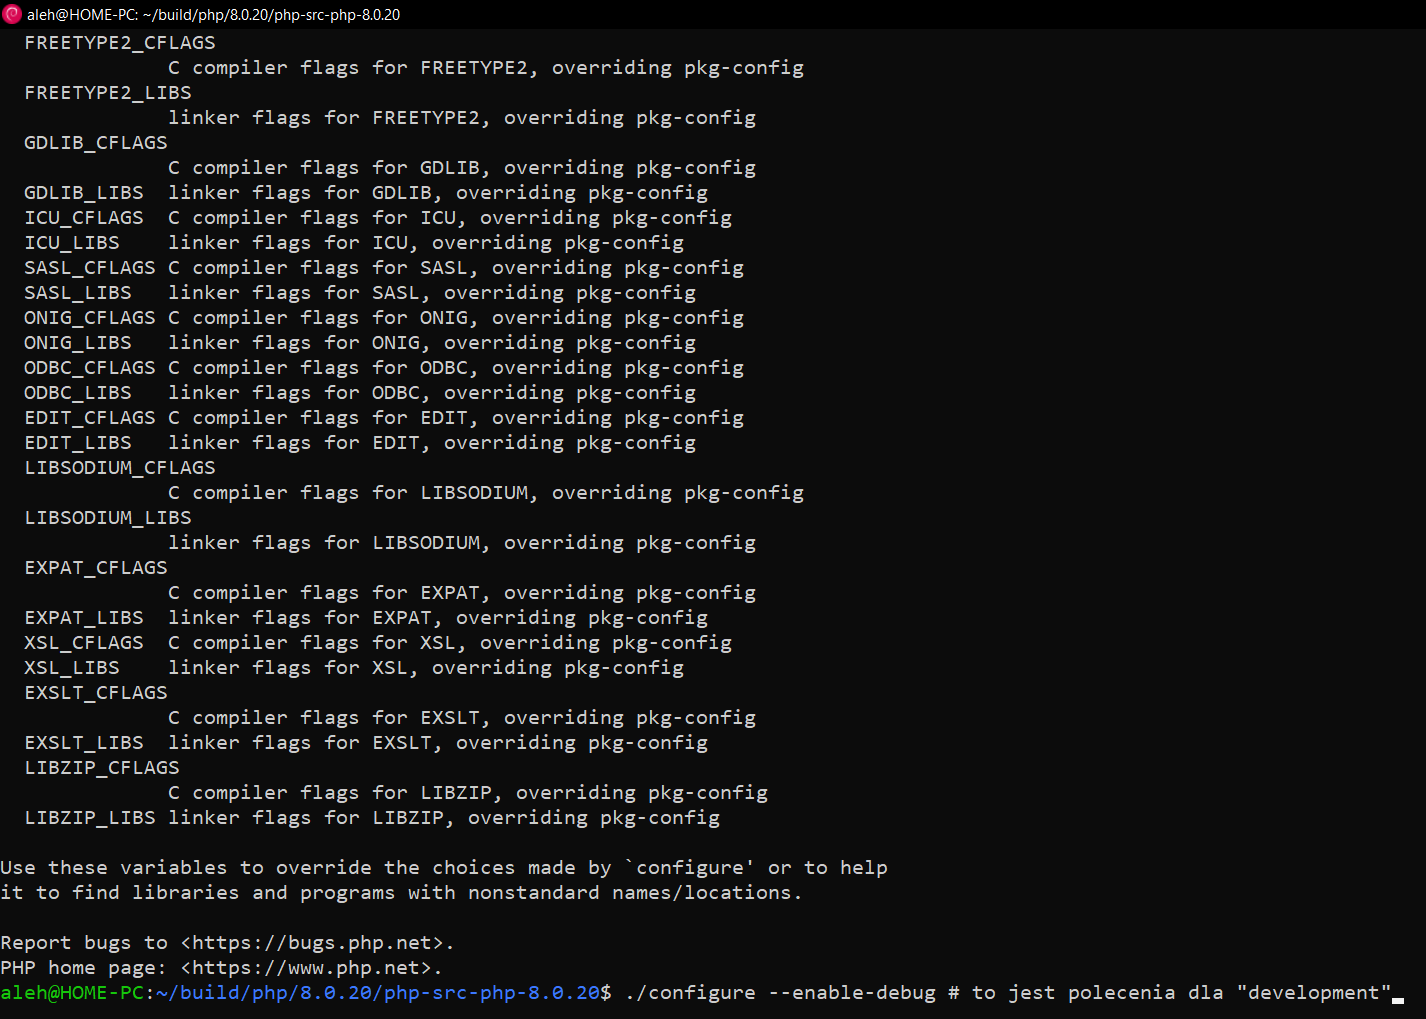 aleh@HOME-PC: ~/build/php/8.0.20/php-src-php-8.0.20
FREETYPE2_CFLAGS
C compiler flags for FREETYPE2, overriding pkg-config
FREETYPE2_LIBS
linker flags for FREETYPE2, overriding pkg-config
GDLIB_CFLAGS
C compiler flags for GDLIB, overriding pkg-config
GDLIB_LIBS linker flags for GDLIB, overriding pkg-config
ICU_CFLAGS C compiler flags for ICU, overriding pkg-config
ICU_LIBS linker flags for ICU, overriding pkg-config
SASL_CFLAGS C compiler flags for SASL, overriding pkg-config
SASL_LIBS linker flags for SASL, overriding pkg-config
ONIG_CFLAGS C compiler flags for ONIG, overriding pkg-config
ONIG_LIBS linker flags for ONIG, overriding pkg-config
ODBC_CFLAGS C compiler flags for ODBC, overriding pkg-config
ODBC_LIBS linker flags for ODBC, overriding pkg-config
EDIT_CFLAGS C compiler flags for EDIT, overriding pkg-config
EDIT_LIBS linker flags for EDIT, overriding pkg-config
LIBSODIUM_CFLAGS
C compiler flags for LIBSODIUM, overriding pkg-config
LIBSODIUM_LIBS
linker flags for LIBSODIUM, overriding pkg-config
EXPAT_CFLAGS
C compiler flags for EXPAT, overriding pkg-config
EXPAT_LIBS linker flags for EXPAT, overriding pkg-config
XSL_CFLAGS C compiler flags for XSL, overriding pkg-config
XSL_LIBS linker flags for XSL, overriding pkg-config
EXSLT_CFLAGS
C compiler flags for EXSLT, overriding pkg-config
EXSLT_LIBS linker flags for EXSLT, overriding pkg-config
LIBZIP_CFLAGS
C compiler flags for LIBZIP, overriding pkg-config
LIBZIP_LIBS linker flags for LIBZIP, overriding pkg-config
Use these variables to override the choices made by `configure' or to help
it to find libraries and programs with nonstandard names/locations.
Report bugs to <https://bugs.php.net>.
PHP home page: <https://www.php.net>.
aleh@HOME-PC:~/build/php/8.0.20/php-src-php-8.0.20$ ./configure --enable-debug # to jest polecenia dla "development"